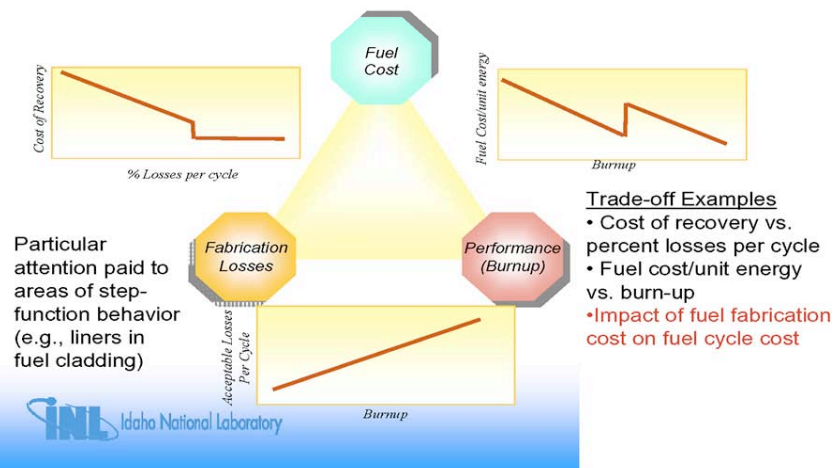 Fuel
Cost
Cost of Recovery
% Losses per cycle
Fuel Cost/unit energy
Burnup
Fabrication
Losses
Performance
(Burnup)
Trade-off Examples
• Cost of recovery vs.
percent losses per cycle
• Fuel cost/unit energy
vs. burn-up
•Impact of fuel fabrication
cost on fuel cycle cost
Particular
attention paid to
areas of step-
function behavior
(e.g., liners in
fuel cladding)
Acceptable Losses
Per Cycle
Burnup
INL Idaho National Laboratory